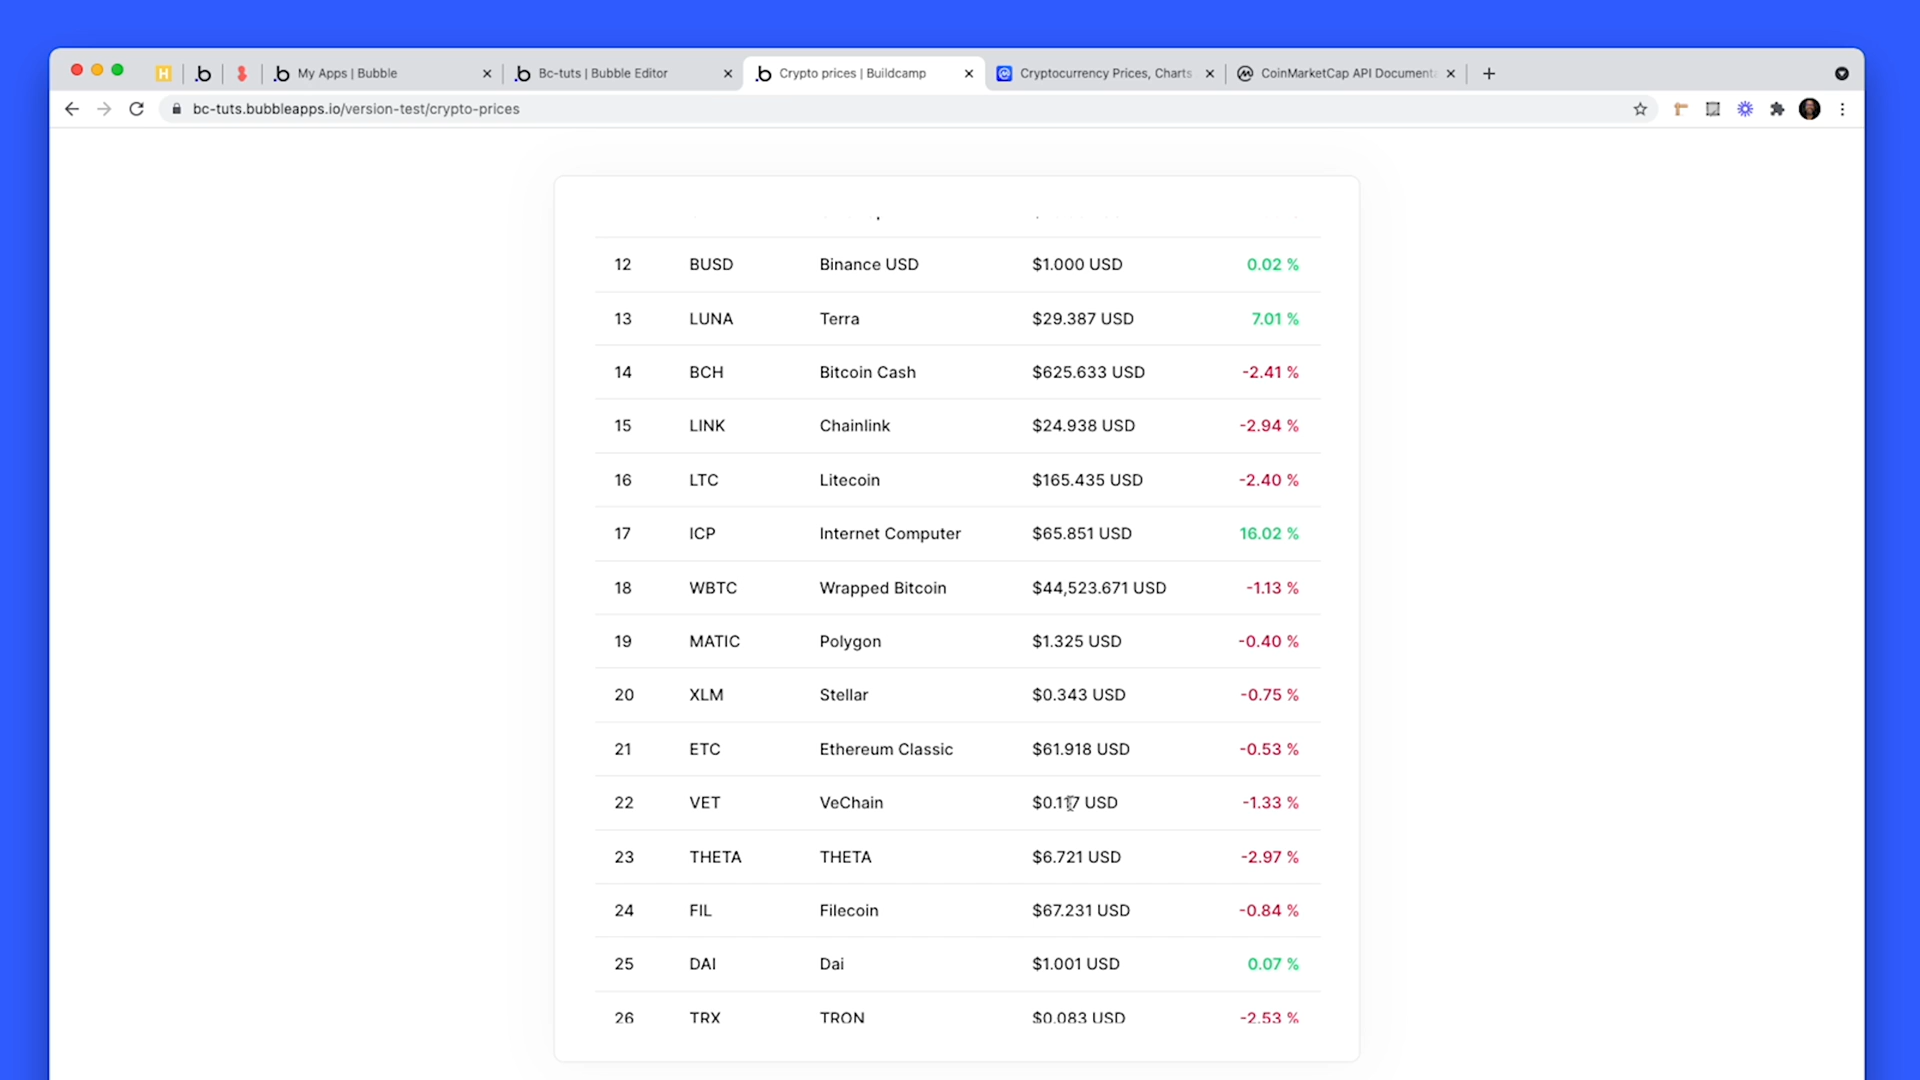 My Apps | Bubble
Bc-tuts | Bubble Editor
Crypto prices | Buildcamp
Cryptocurrency Prices, Charts
CoinMarketCap API Documenta
bc-tuts.bubbleapps.io/version-test/crypto-prices
12 BUSD Binance USD $1.000 USD 0.02 %
13 LUNA Terra $29.387 USD 7.01 %
14 BCH Bitcoin Cash $625.633 USD -2.41 %
15 LINK Chainlink $24.938 USD -2.94 %
16 LTC Litecoin $165.435 USD -2.40 %
17 ICP Internet Computer $65.851 USD 16.02 %
18 WBTC Wrapped Bitcoin $44,523.671 USD -1.13 %
19 MATIC Polygon $1.325 USD -0.40 %
20 XLM Stellar $0.343 USD -0.75 %
21 ETC Ethereum Classic $61.918 USD -0.53 %
22 VET VeChain $0.117 USD -1.33 %
23 THETA THETA $6.721 USD -2.97 %
24 FIL Filecoin $67.231 USD -0.84 %
25 DAI Dai $1.001 USD 0.07 %
26 TRX TRON $0.083 USD -2.53 %